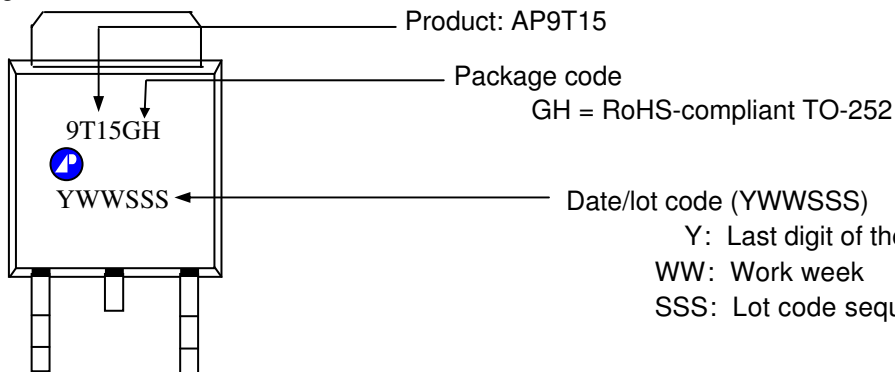 Product: AP9T15
Package code
GH = RoHS-compliant TO-252
9T15GH
YWWSSS
Date/lot code (YWWSSS)
Y: Last digit of the
WW: Work week
SSS: Lot code